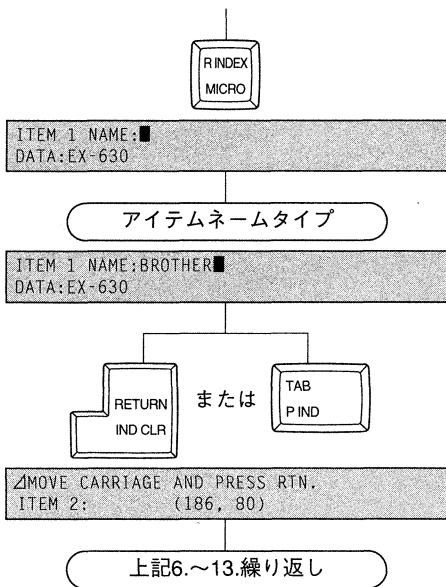 R INDEX
MICRO
ITEM 1 NAME:
DATA:EX-630
アイテムネームタイプ
ITEM 1 NAME:BROTHER
DATA:EX-630
RETURN
IND CLR
または
TAB
P IND
⊿MOVE CARRIAGE AND PRESS RTN.
ITEM 2: (186, 80)
上記6.〜13.繰り返し